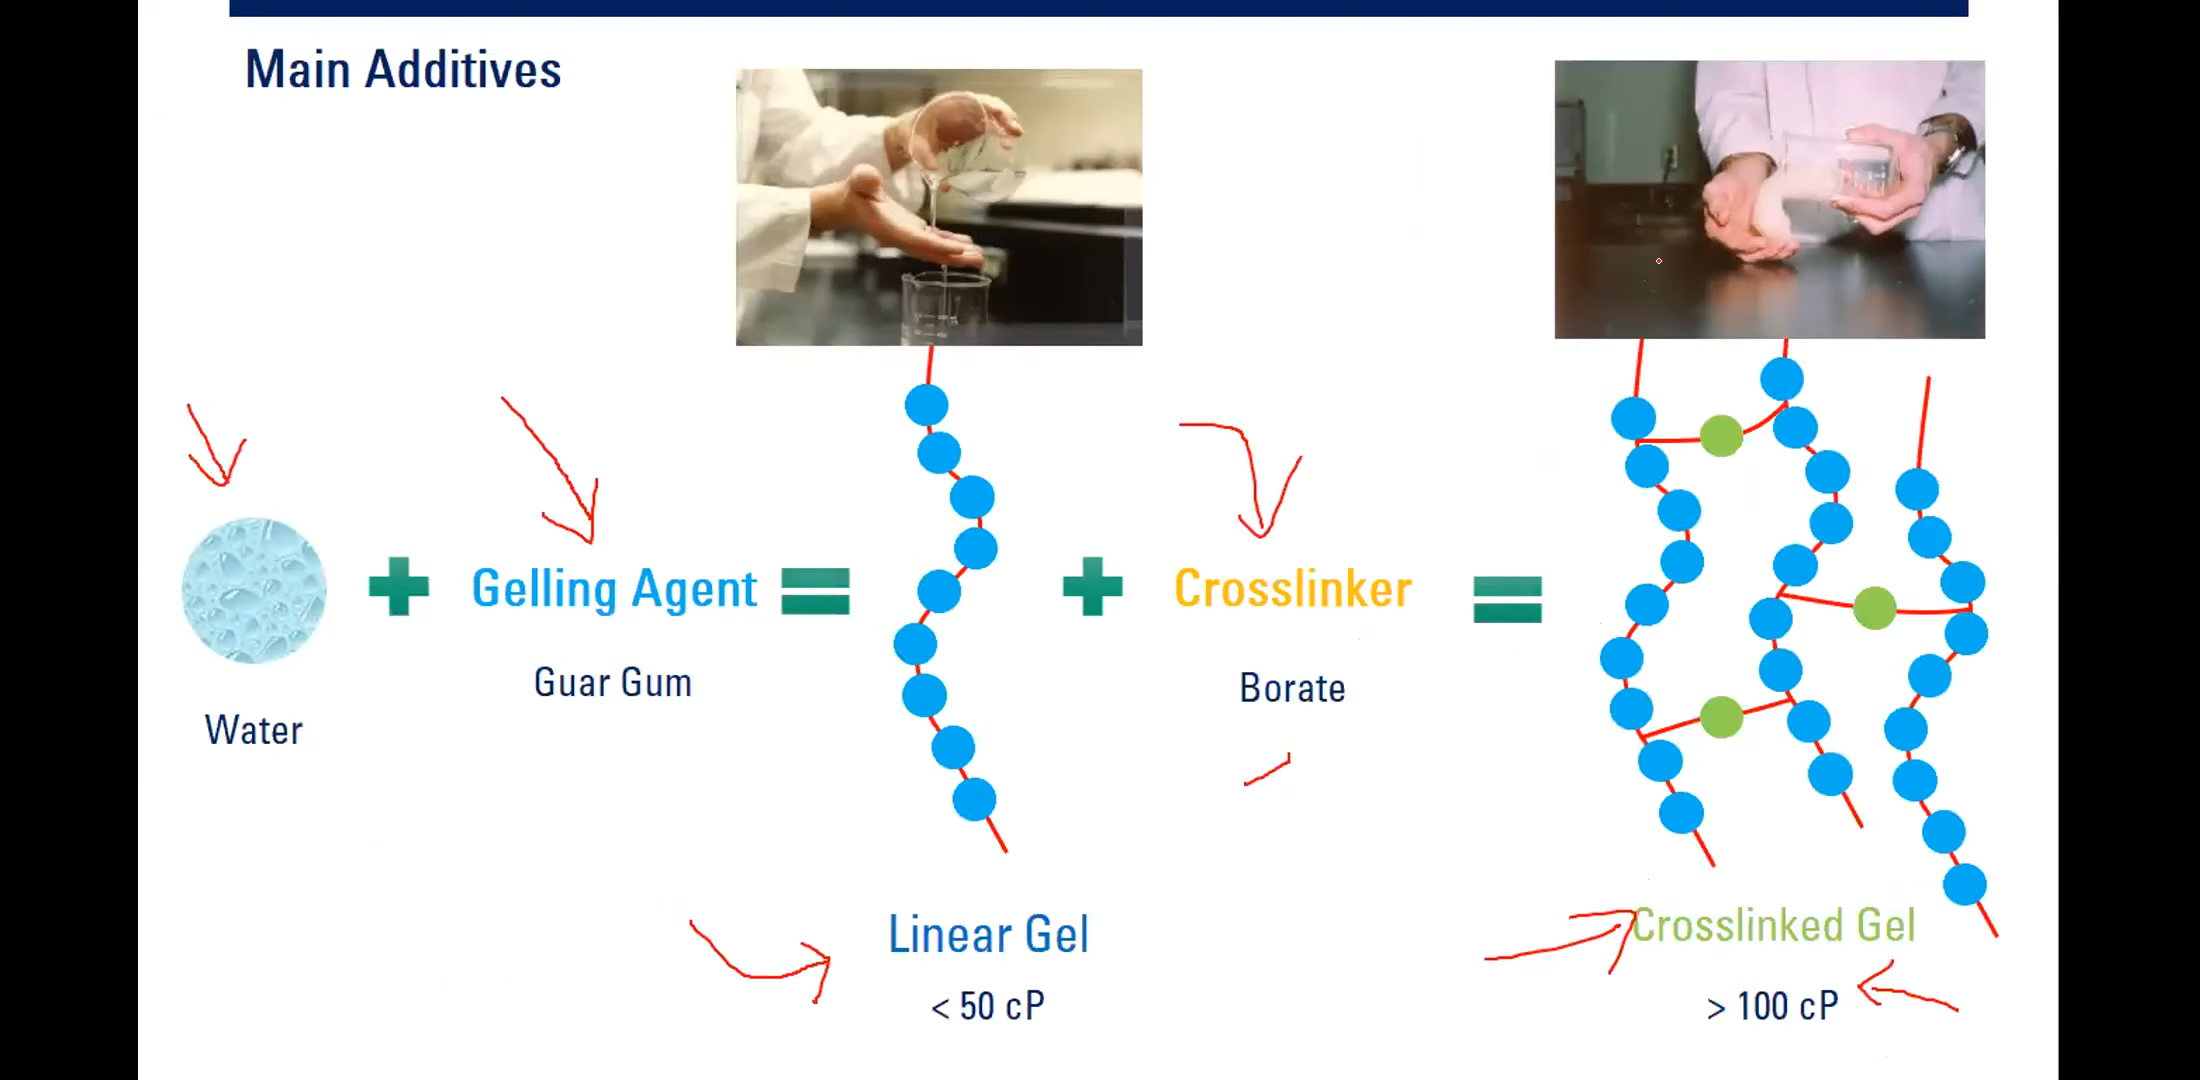 Main Additives
Water
Gelling Agent
Guar Gum
Linear Gel
< 50 cP
Crosslinker
Borate
Crosslinked Gel
> 100 cP